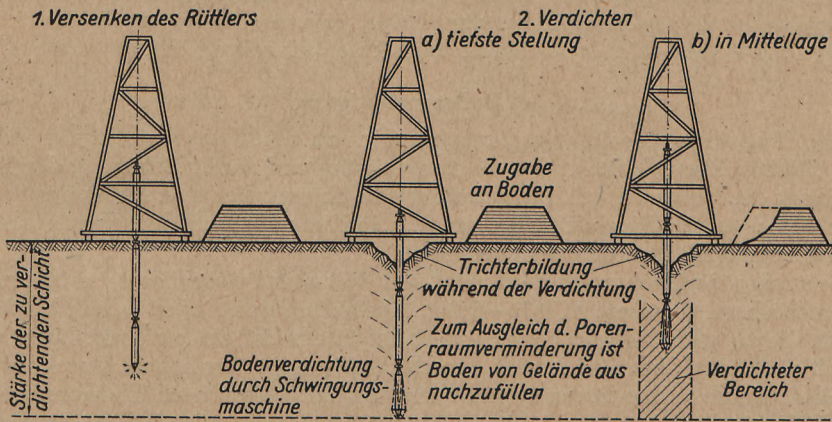 1. Versenken des Rüttlers
2. Verdichten
a) tiefste Stellung
b) in Mittellage
Zugabe
an Boden
Trichterbildung
während der Verdichtung
Stärke der zu ver-
dichtenden Schicht
Bodenverdichtung
durch Schwingungs-
maschine
Zum Ausgleich d. Poren-
raumverminderung ist
Boden von Gelände aus
nachzufüllen
Verdichteter
Bereich